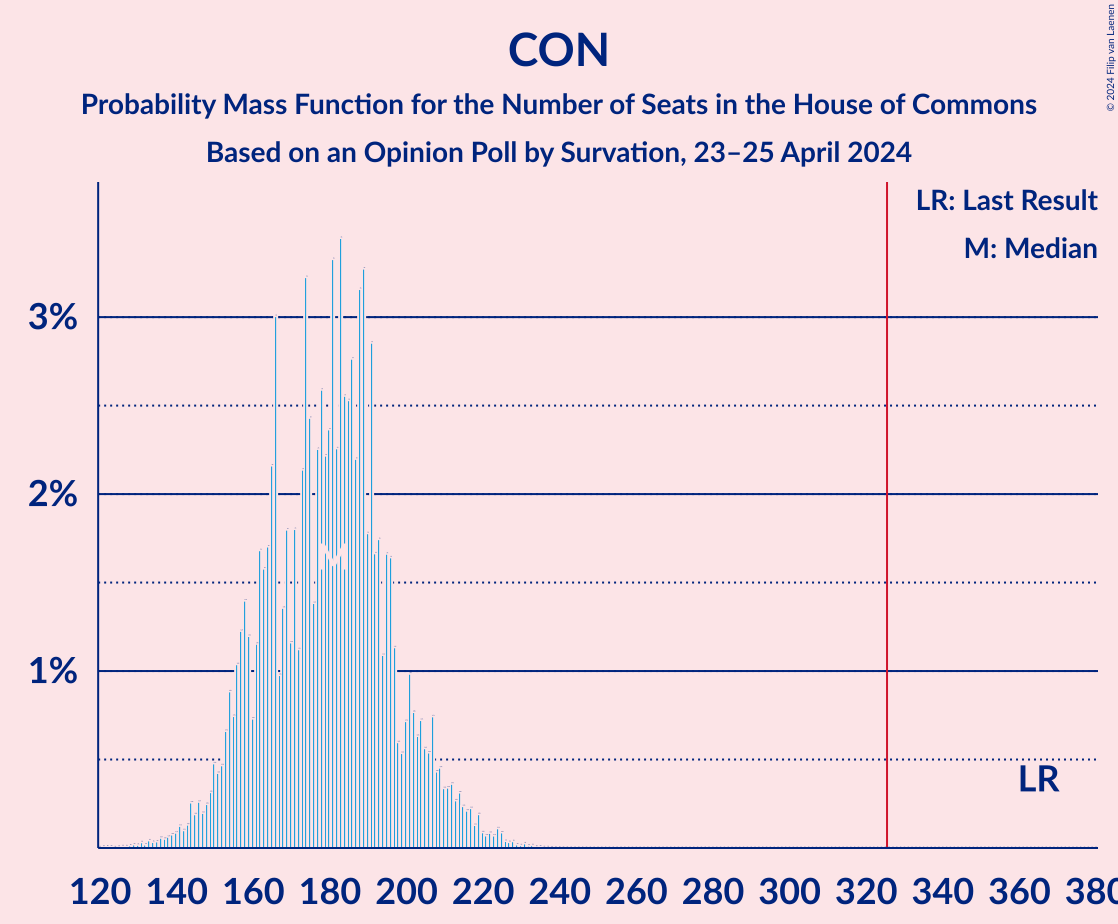 CON
Probability Mass Function for the Number of Seats in the House of Commons
Based on an Opinion Poll by Survation, 23–25 April 2024
© 2024 Filip van Laenen
LR: Last Result
M: Median
3%
2%
1%
LR
120 140 160 180 200 220 240 260 280 300 320 340 360 380